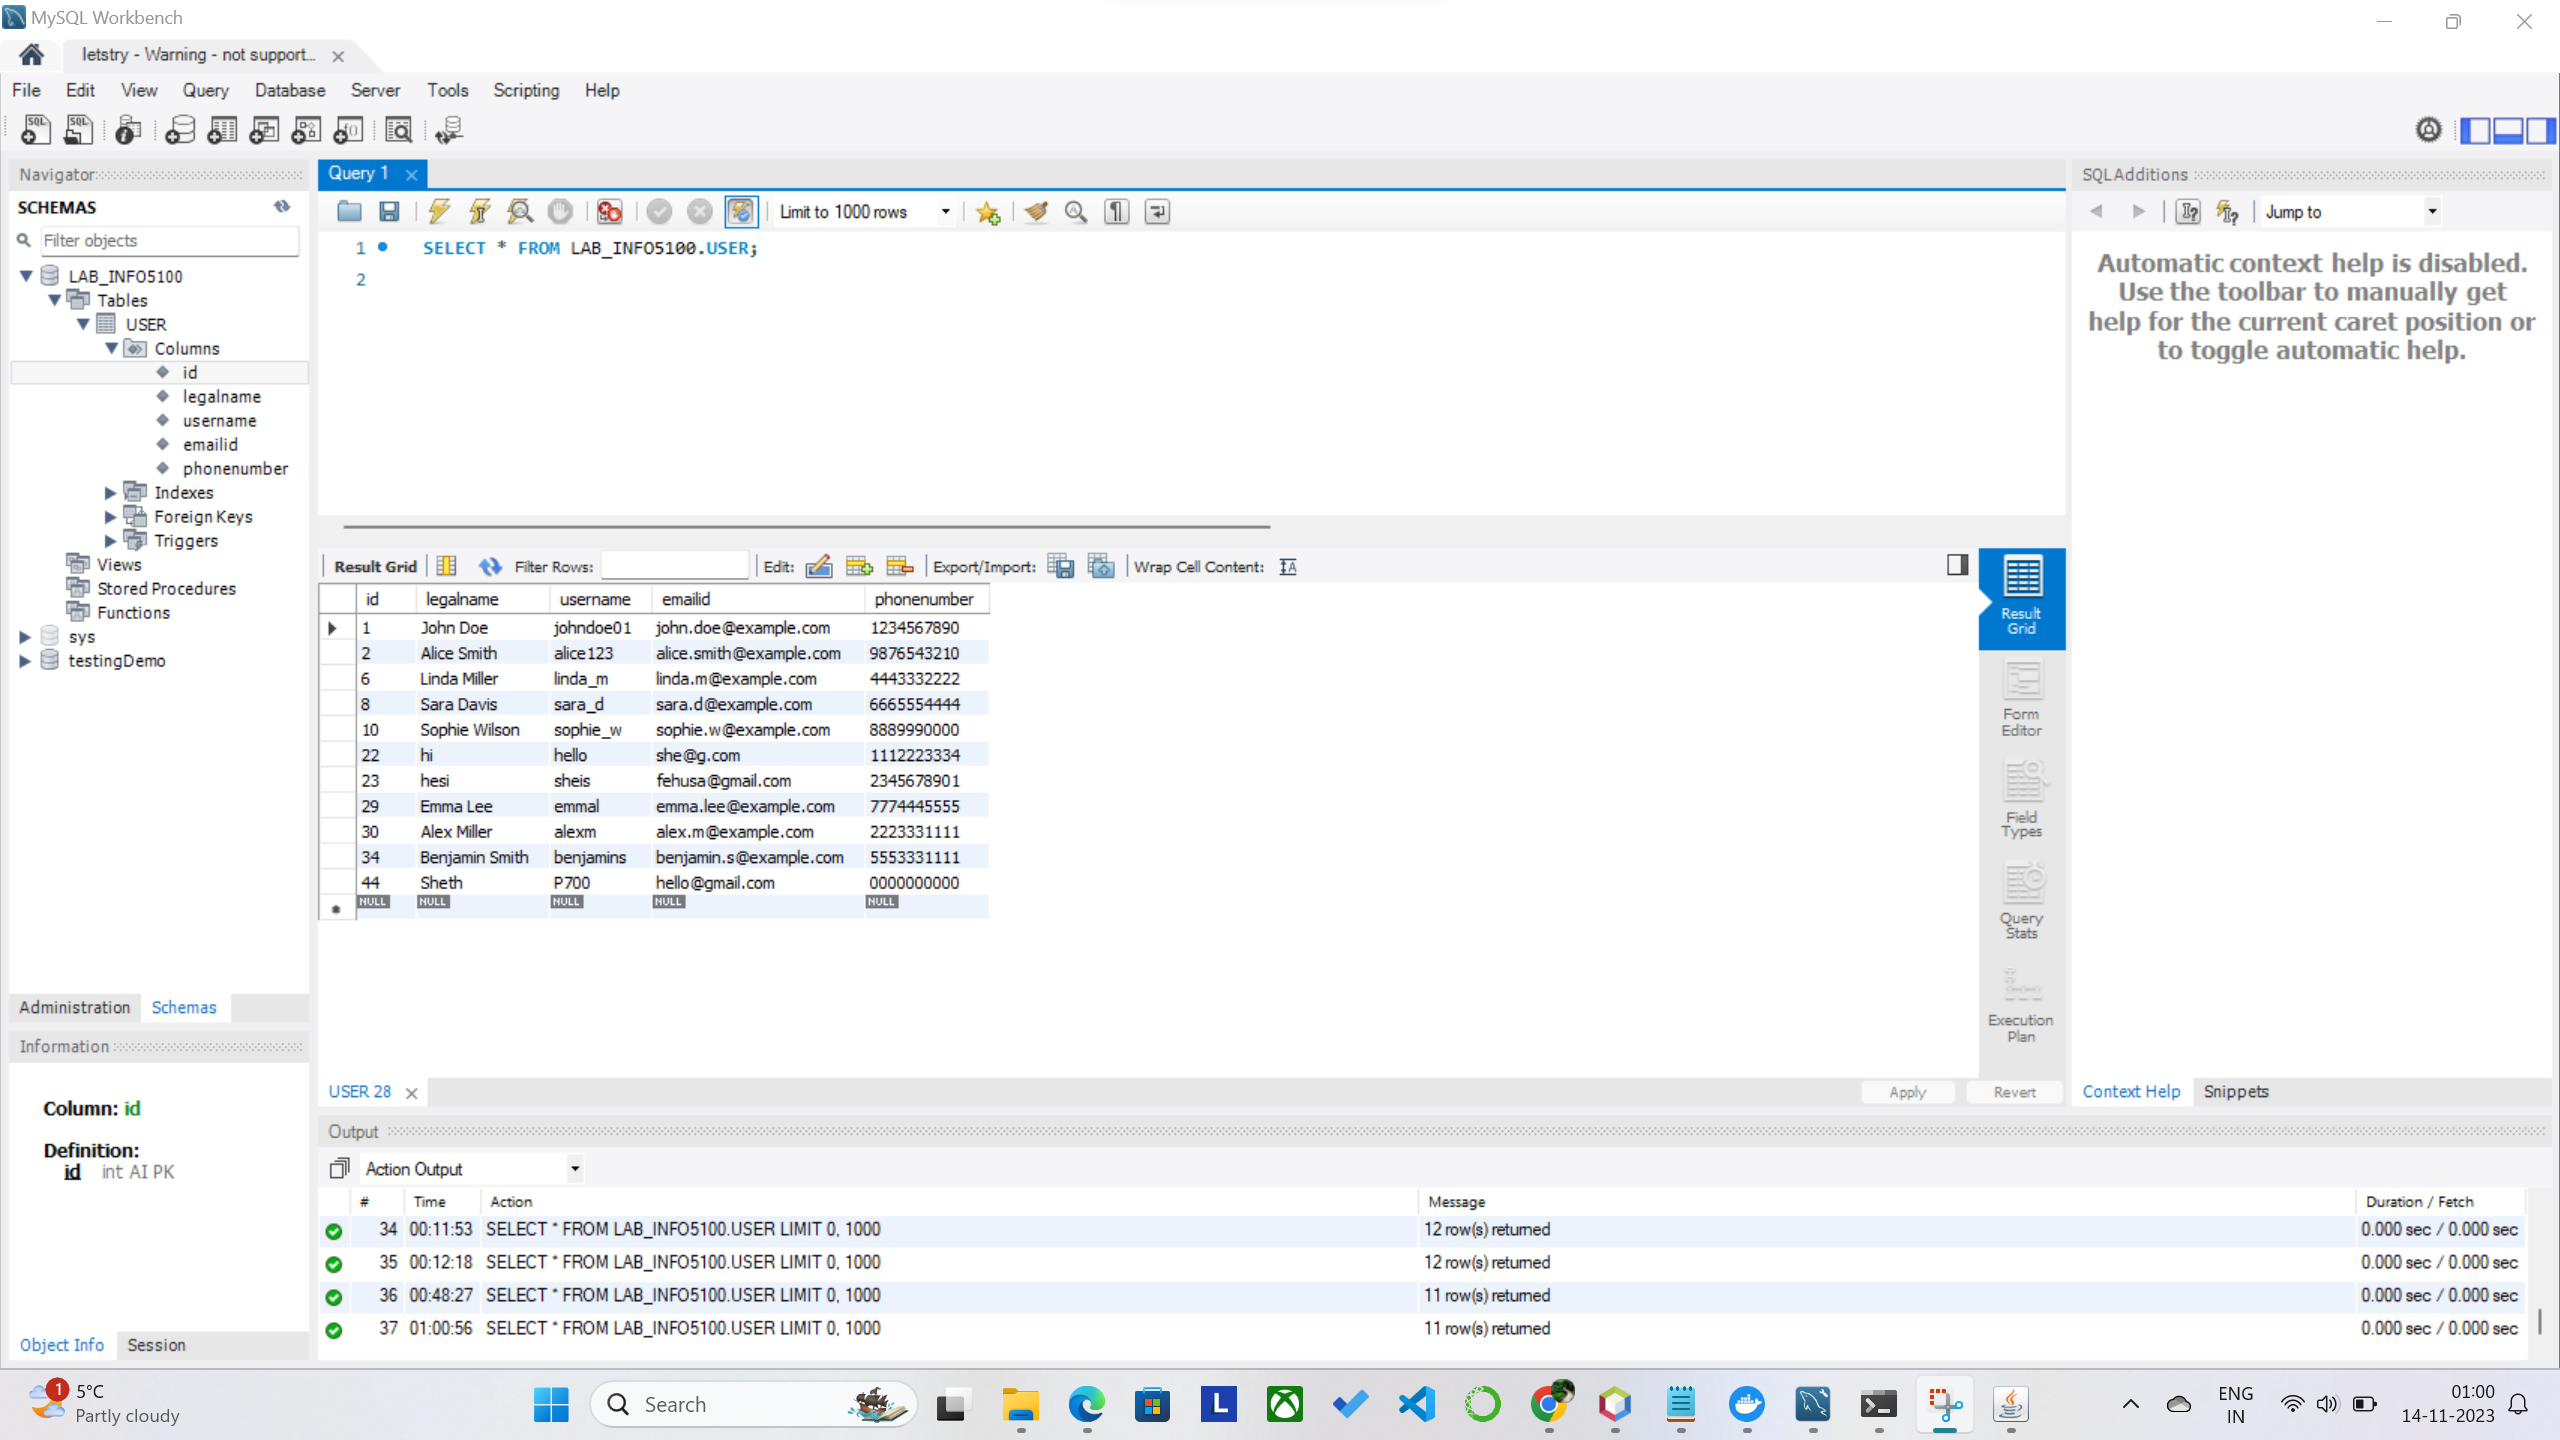 MySQL Workbench
letstry - Warning - not support...
File Edit View Query Database Server Tools Scripting Help
Navigator
SCHEMAS
Filter objects
LAB_INFO5100
Tables
USER
Columns
id
legalname
username
emailid
phonenumber
Indexes
Foreign Keys
Triggers
Views
Stored Procedures
Functions
sys
testingDemo
Administration Schemas
Information
Column: id
Definition:
id int AI PK
Object Info Session
Query 1
Limit to 1000 rows
1 SELECT * FROM LAB_INFO5100.USER;
2
Result Grid Filter Rows: Edit: Export/Import: Wrap Cell Content:
id legalname username emailid phonenumber
1 John Doe johndoe01 john.doe@example.com 1234567890
2 Alice Smith alice123 alice.smith@example.com 9876543210
6 Linda Miller linda_m linda.m@example.com 4443332222
8 Sara Davis sara_d sara.d@example.com 6665554444
10 Sophie Wilson sophie_w sophie.w@example.com 8889990000
22 hi hello she@g.com 1112223334
23 hesi sheis fehusa@gmail.com 2345678901
29 Emma Lee emmal emma.lee@example.com 7774445555
30 Alex Miller alexm alex.m@example.com 2223331111
34 Benjamin Smith benjamins benjamin.s@example.com 5553331111
44 Sheth P700 hello@gmail.com 0000000000
NULL NULL NULL NULL NULL
Result
Grid
Form
Editor
Field
Types
Query
Stats
Execution
Plan
USER 28
Apply Revert
SQLAdditions
Jump to
Automatic context help is disabled.
Use the toolbar to manually get
help for the current caret position or
to toggle automatic help.
Context Help Snippets
Output
Action Output
# Time Action Message Duration / Fetch
34 00:11:53 SELECT * FROM LAB_INFO5100.USER LIMIT 0, 1000 12 row(s) returned 0.000 sec / 0.000 sec
35 00:12:18 SELECT * FROM LAB_INFO5100.USER LIMIT 0, 1000 12 row(s) returned 0.000 sec / 0.000 sec
36 00:48:27 SELECT * FROM LAB_INFO5100.USER LIMIT 0, 1000 11 row(s) returned 0.000 sec / 0.000 sec
37 01:00:56 SELECT * FROM LAB_INFO5100.USER LIMIT 0, 1000 11 row(s) returned 0.000 sec / 0.000 sec
1
5°C
Partly cloudy
Search
L
ENG
IN
01:00
14-11-2023